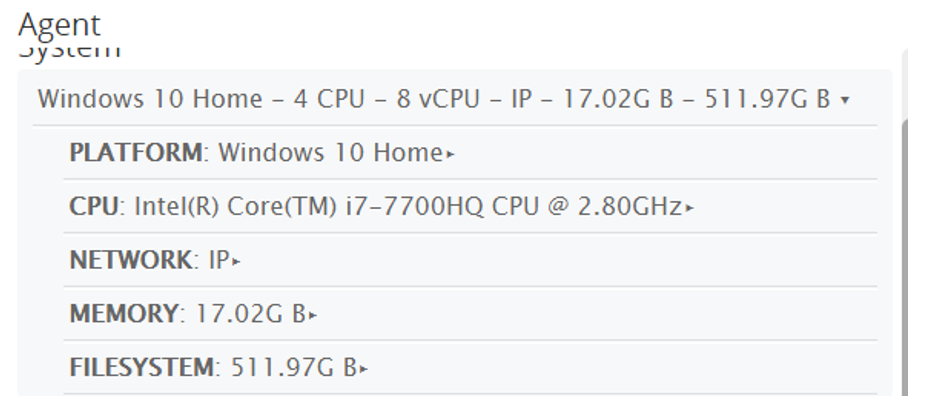 Agent
System
Windows 10 Home – 4 CPU – 8 vCPU – IP – 17.02G B – 511.97G B ▾
PLATFORM: Windows 10 Home▸
CPU: Intel(R) Core(TM) i7-7700HQ CPU @ 2.80GHz▸
NETWORK: IP▸
MEMORY: 17.02G B▸
FILESYSTEM: 511.97G B▸